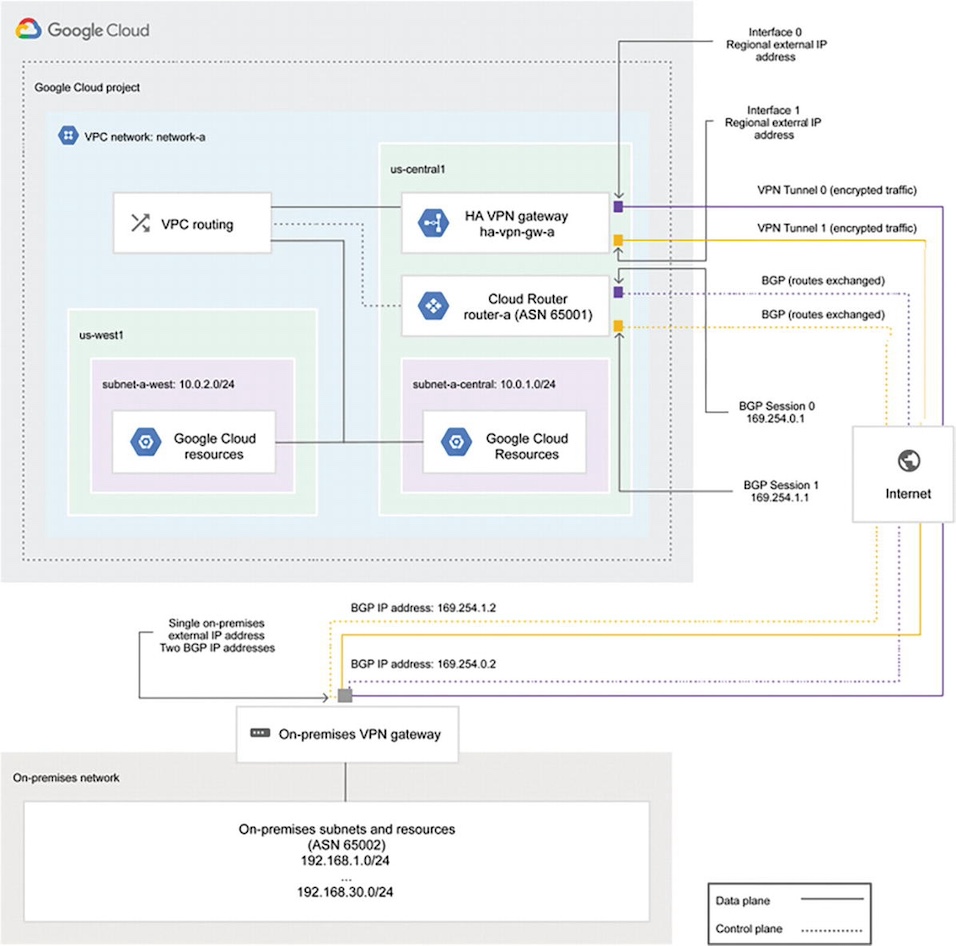 Google Cloud
Google Cloud project
VPC network: network-a
us-central1
VPC routing
HA VPN gateway
ha-vpn-gw-a
Cloud Router
router-a (ASN 65001)
us-west1
subnet-a-west: 10.0.2.0/24
Google Cloud
resources
subnet-a-central: 10.0.1.0/24
Google Cloud
Resources
Interface 0
Regional external IP
address
Interface 1
Regional exterral IP
address
VPN Tunnel 0 (encrypted traffic)
VPN Tunnel 1 (encrypted traffic)
BGP (routes exchanged)
BGP (routes exchanged)
BGP Session 0
169.254.0.1
BGP Session 1
169.254.1.1
Internet
Single on-premises
external IP address
Two BGP IP addresses
BGP IP address: 169.254.1.2
BGP IP address: 169.254.0.2
On-premises VPN gateway
On-premises network
On-premises subnets and resources
(ASN 65002)
192.168.1.0/24
...
192.168.30.0/24
Data plane
Control plane